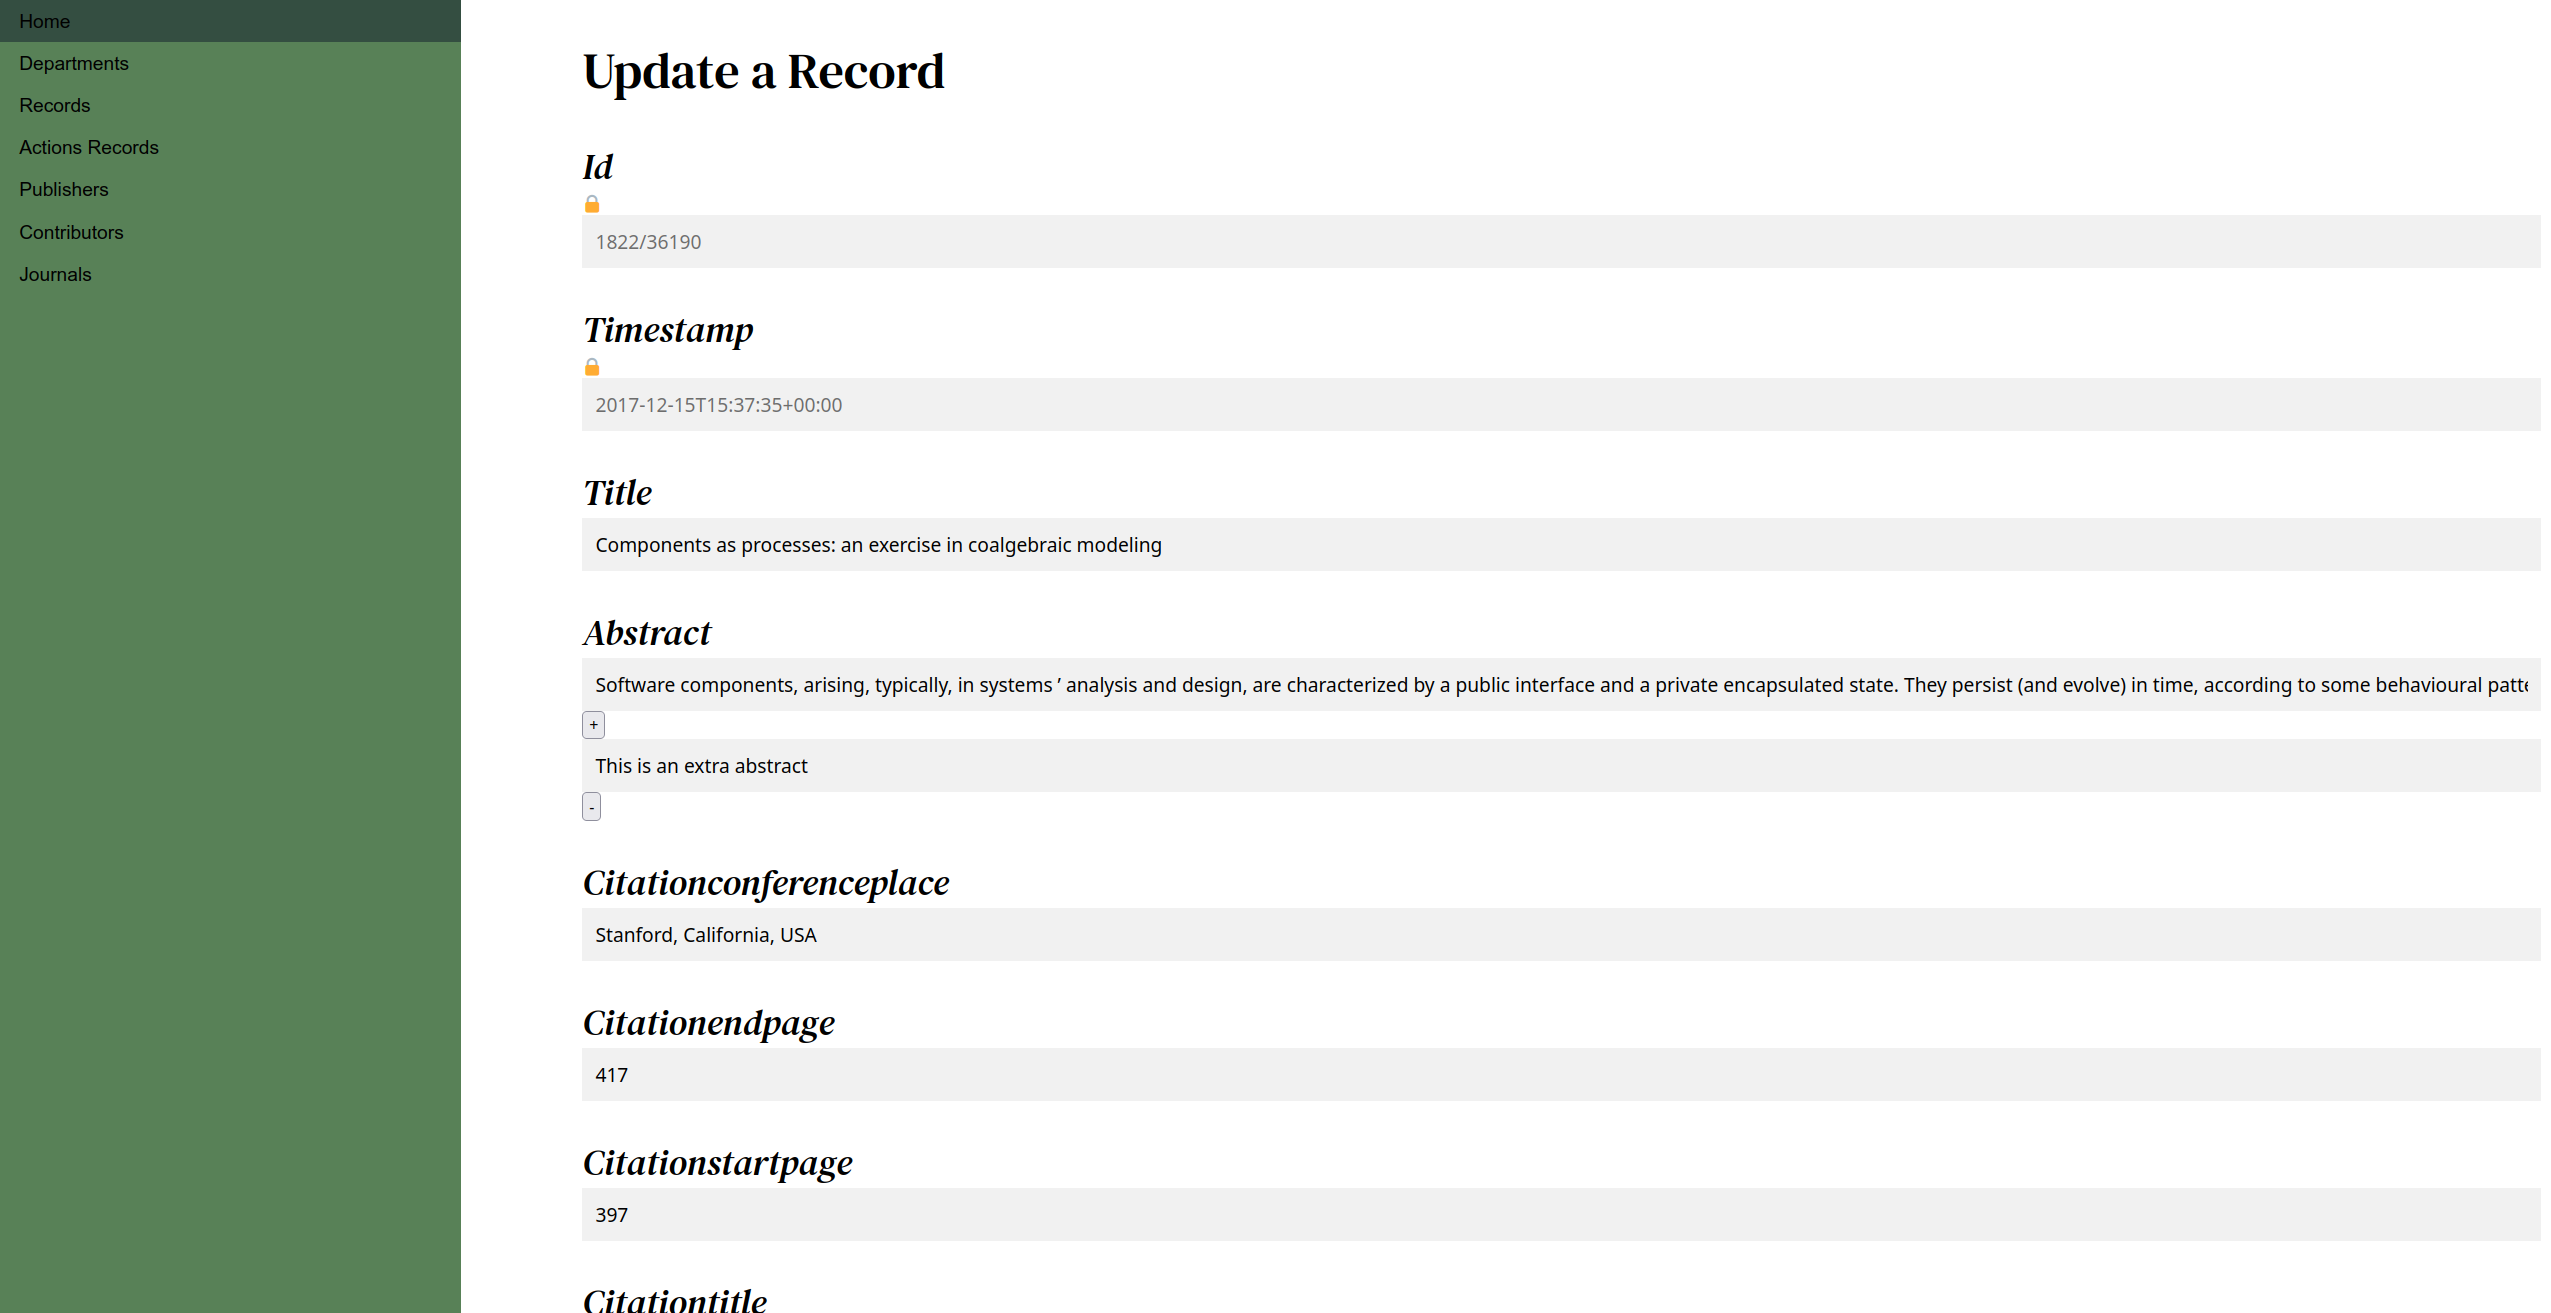 Home
Departments
Records
Actions Records
Publishers
Contributors
Journals
Update a Record
Id
1822/36190
Timestamp
2017-12-15T15:37:35+00:00
Title
Components as processes: an exercise in coalgebraic modeling
Abstract
Software components, arising, typically, in systems ’ analysis and design, are characterized by a public interface and a private encapsulated state. They persist (and evolve) in time, according to some behavioural patte
+
This is an extra abstract
-
Citationconferenceplace
Stanford, California, USA
Citationendpage
417
Citationstartpage
397
Citationtitle